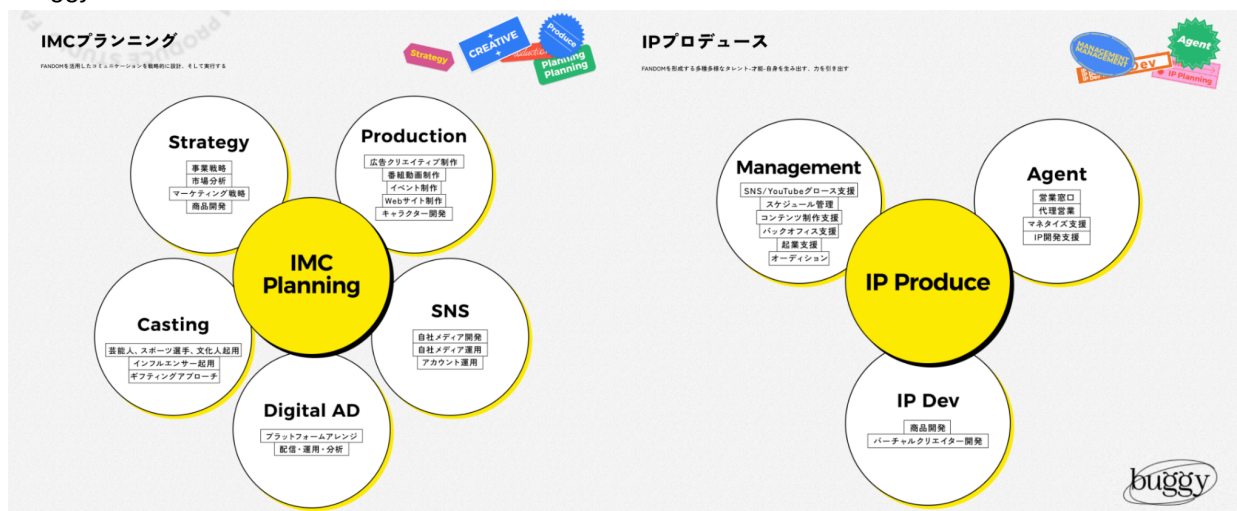 IMCプランニング
FANDOMを活用したコミュニケーションを戦略的に設計、そして実行する
Strategy
CREATIVE
Produce
Planning
Planning
Strategy
事業戦略
市場分析
マーケティング戦略
商品開発
Production
広告クリエイティブ制作
番組動画制作
イベント制作
Webサイト制作
キャラクター開発
IMC
Planning
Casting
芸能人、スポーツ選手、文化人起用
インフルエンサー起用
ギフティングアプローチ
SNS
自社メディア開発
自社メディア運用
アカウント運用
Digital AD
プラットフォームアレンジ
配信・運用・分析
IPプロデュース
FANDOMを形成する多種多様なタレント-才能-自身を生み出す、力を引き出す
MANAGEMENT
MANAGEMENT
Dev
Agent
IP Planning
Management
SNS/YouTubeグロース支援
スケジュール管理
コンテンツ制作支援
バックオフィス支援
起業支援
オーディション
Agent
営業窓口
代理営業
マネタイズ支援
IP開発支援
IP Produce
IP Dev
商品開発
バーチャルクリエイター開発
buggy